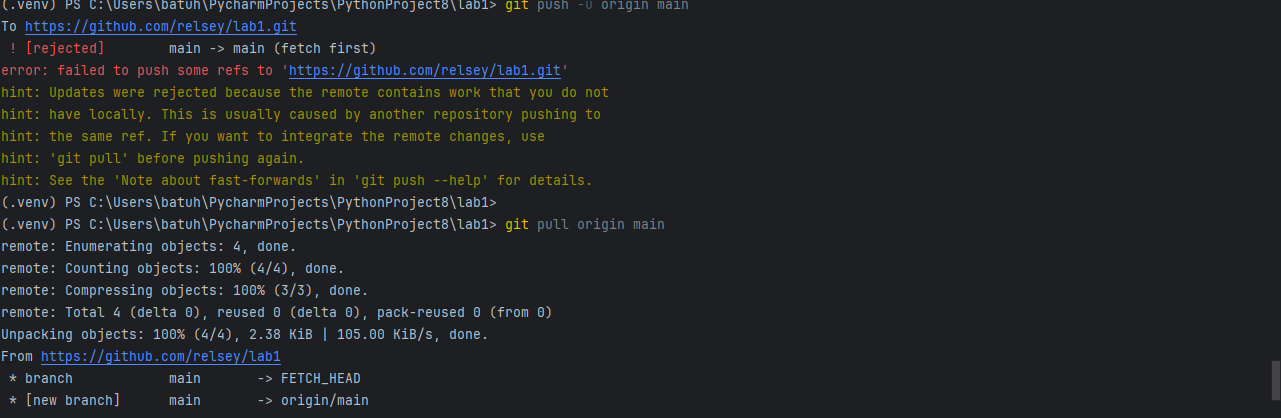 (.venv) PS C:\Users\batuh\PycharmProjects\PythonProject8\lab1> git push -u origin main
To https://github.com/relsey/lab1.git
 ! [rejected]        main -> main (fetch first)
error: failed to push some refs to 'https://github.com/relsey/lab1.git'
hint: Updates were rejected because the remote contains work that you do not
hint: have locally. This is usually caused by another repository pushing to
hint: the same ref. If you want to integrate the remote changes, use
hint: 'git pull' before pushing again.
hint: See the 'Note about fast-forwards' in 'git push --help' for details.
(.venv) PS C:\Users\batuh\PycharmProjects\PythonProject8\lab1>
(.venv) PS C:\Users\batuh\PycharmProjects\PythonProject8\lab1> git pull origin main
remote: Enumerating objects: 4, done.
remote: Counting objects: 100% (4/4), done.
remote: Compressing objects: 100% (3/3), done.
remote: Total 4 (delta 0), reused 0 (delta 0), pack-reused 0 (from 0)
Unpacking objects: 100% (4/4), 2.38 KiB | 105.00 KiB/s, done.
From https://github.com/relsey/lab1
 * branch            main       -> FETCH_HEAD
 * [new branch]      main       -> origin/main